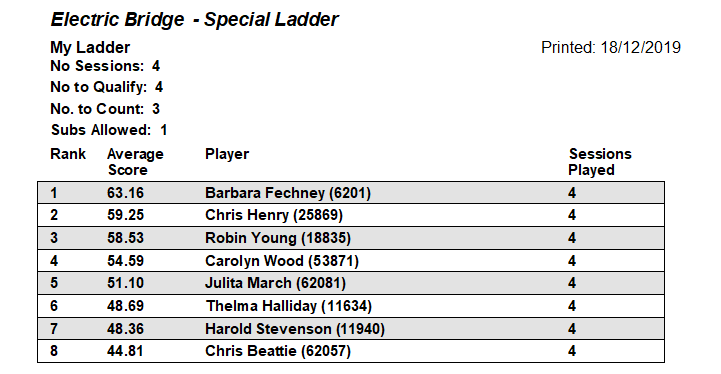 Electric Bridge - Special Ladder
My Ladder Printed: 18/12/2019
No Sessions: 4
No to Qualify: 4
No. to Count: 3
Subs Allowed: 1
Rank Average Score Player Sessions Played
1 63.16 Barbara Fechney (6201) 4
2 59.25 Chris Henry (25869) 4
3 58.53 Robin Young (18835) 4
4 54.59 Carolyn Wood (53871) 4
5 51.10 Julita March (62081) 4
6 48.69 Thelma Halliday (11634) 4
7 48.36 Harold Stevenson (11940) 4
8 44.81 Chris Beattie (62057) 4